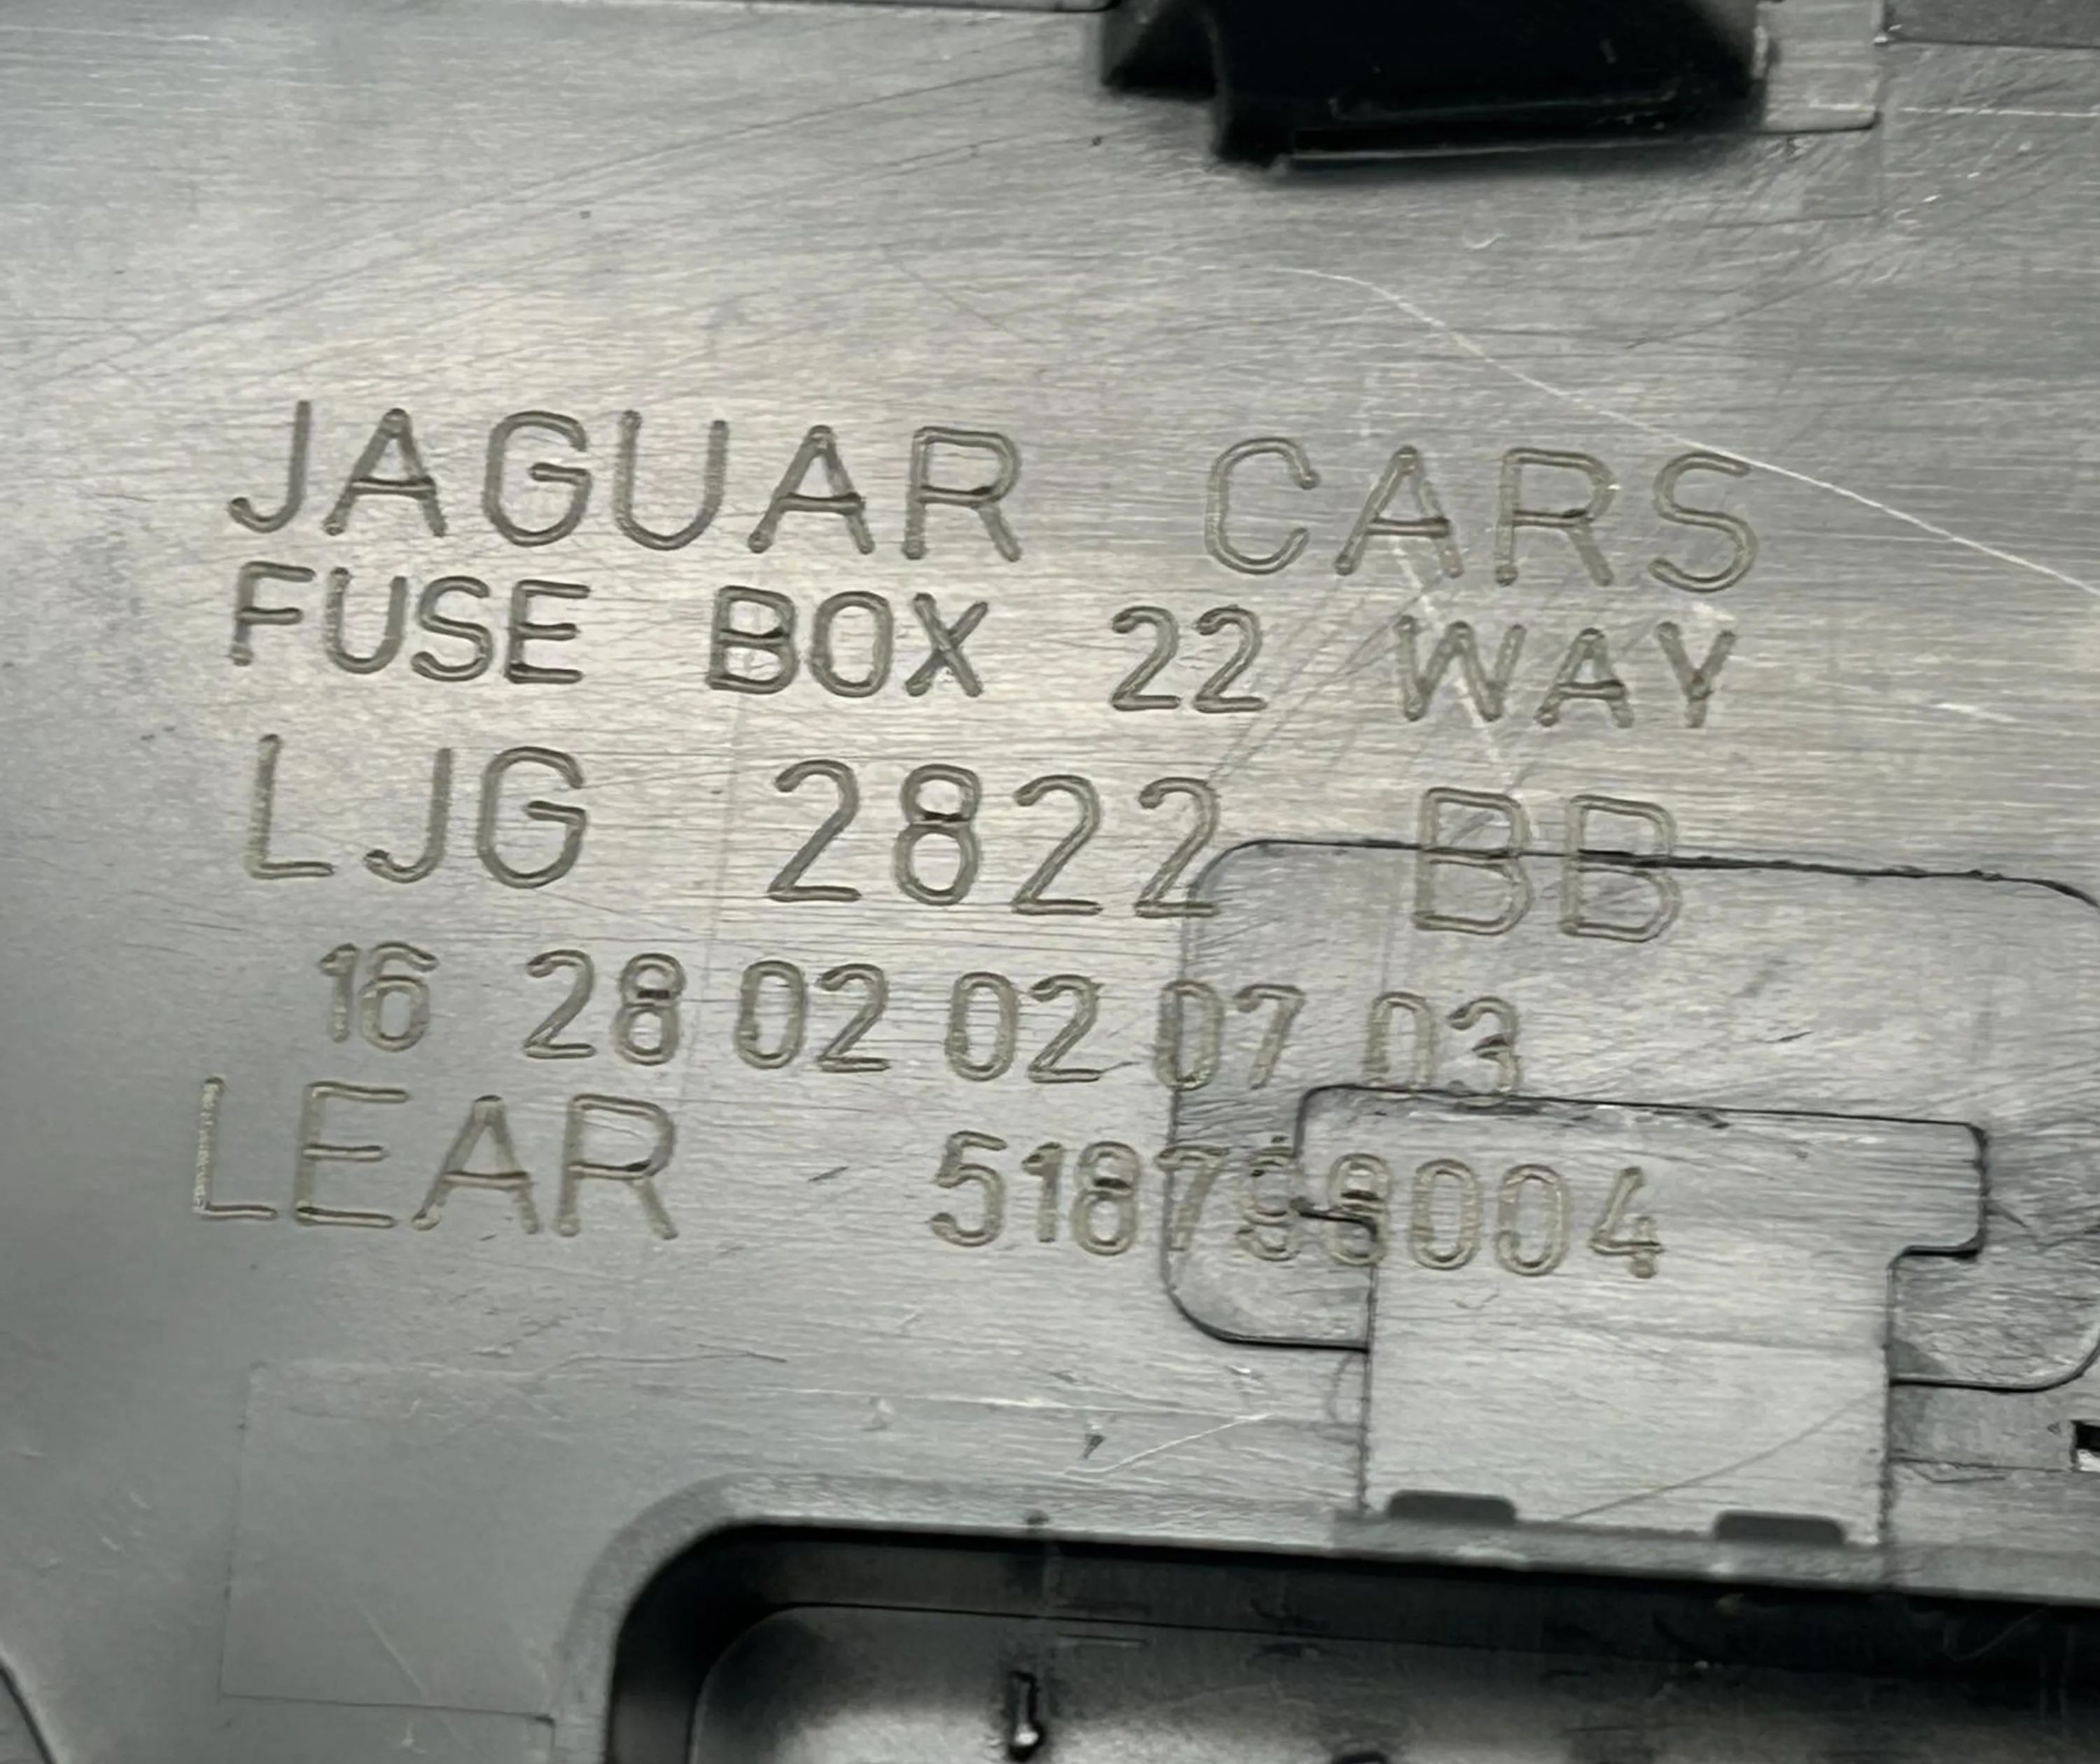 JAGUAR CARS
FUSE BOX 22 WAY
LJG 2822 BB
16 28 02 02 07 03
LEAR